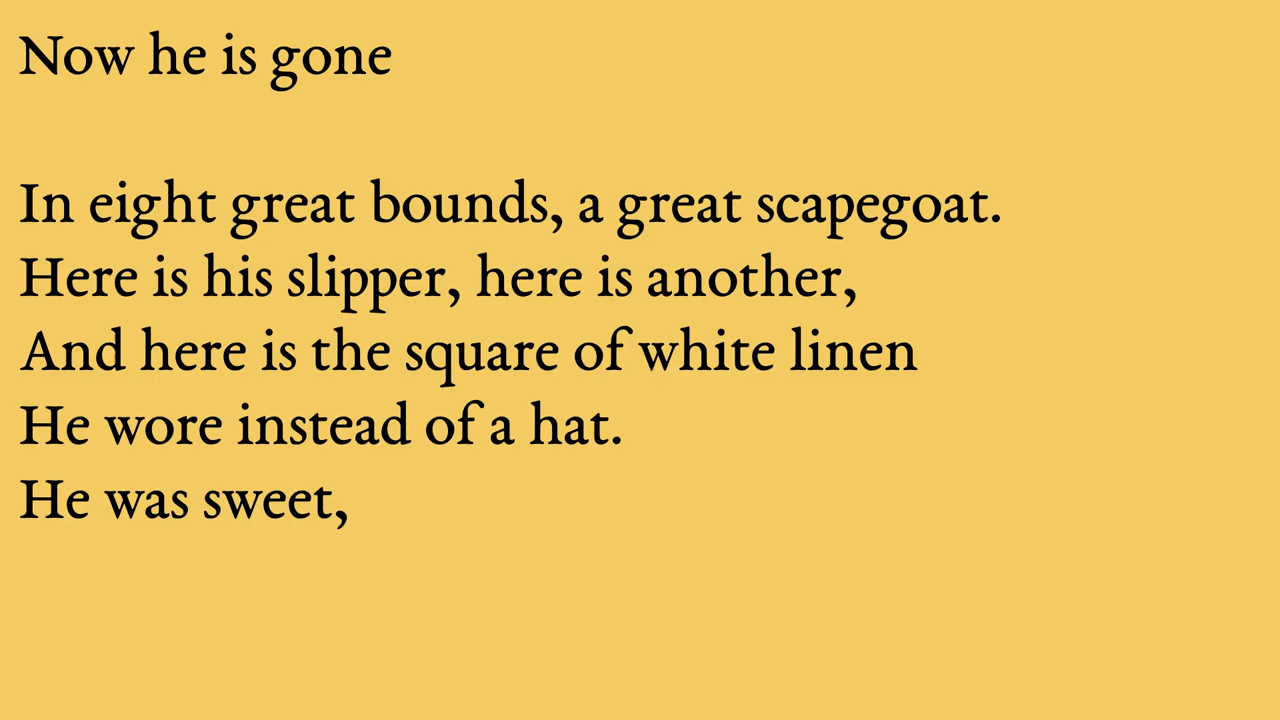 Now he is gone
In eight great bounds, a great scapegoat.
Here is his slipper, here is another,
And here is the square of white linen
He wore instead of a hat.
He was sweet,